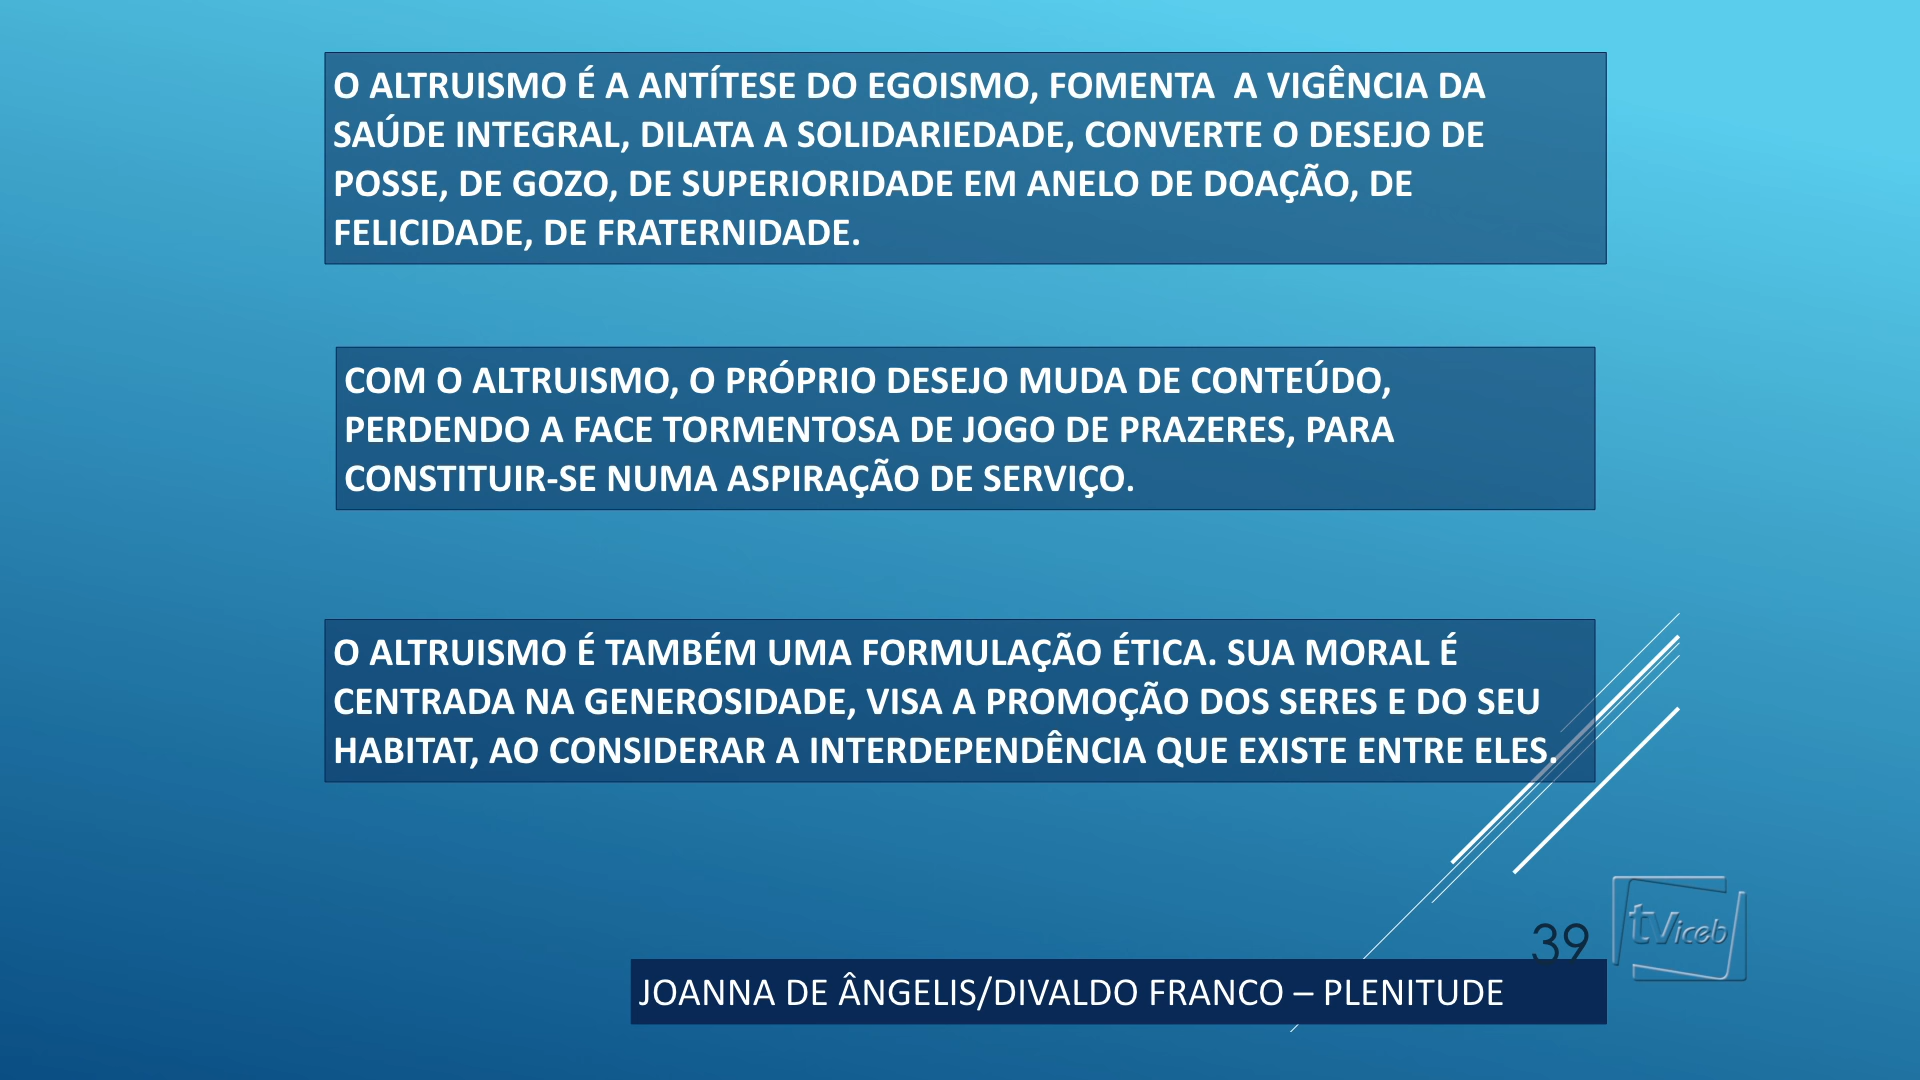 O ALTRUISMO É A ANTÍTESE DO EGOISMO, FOMENTA  A VIGÊNCIA DA
SAÚDE INTEGRAL, DILATA A SOLIDARIEDADE, CONVERTE O DESEJO DE
POSSE, DE GOZO, DE SUPERIORIDADE EM ANELO DE DOAÇÃO, DE
FELICIDADE, DE FRATERNIDADE.
COM O ALTRUISMO, O PRÓPRIO DESEJO MUDA DE CONTEÚDO,
PERDENDO A FACE TORMENTOSA DE JOGO DE PRAZERES, PARA
CONSTITUIR-SE NUMA ASPIRAÇÃO DE SERVIÇO.
O ALTRUISMO É TAMBÉM UMA FORMULAÇÃO ÉTICA. SUA MORAL É
CENTRADA NA GENEROSIDADE, VISA A PROMOÇÃO DOS SERES E DO SEU
HABITAT, AO CONSIDERAR A INTERDEPENDÊNCIA QUE EXISTE ENTRE ELES.
39
tViceb
JOANNA DE ÂNGELIS/DIVALDO FRANCO – PLENITUDE